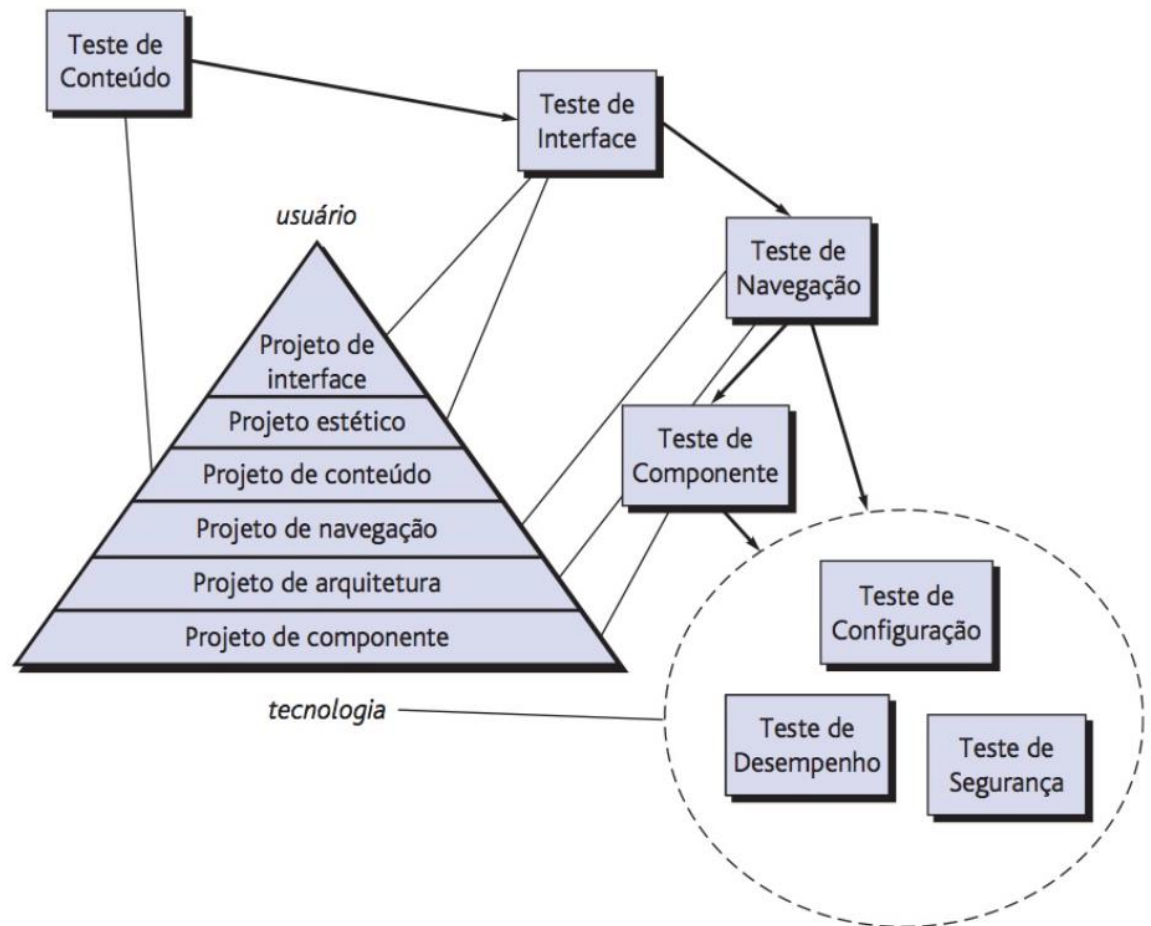 Teste de
Conteúdo
Teste de
Interface
usuário
Teste de
Navegação
Projeto de
interface
Projeto estético
Projeto de conteúdo
Projeto de navegação
Projeto de arquitetura
Projeto de componente
Teste de
Componente
tecnologia
Teste de
Configuração
Teste de
Desempenho
Teste de
Segurança